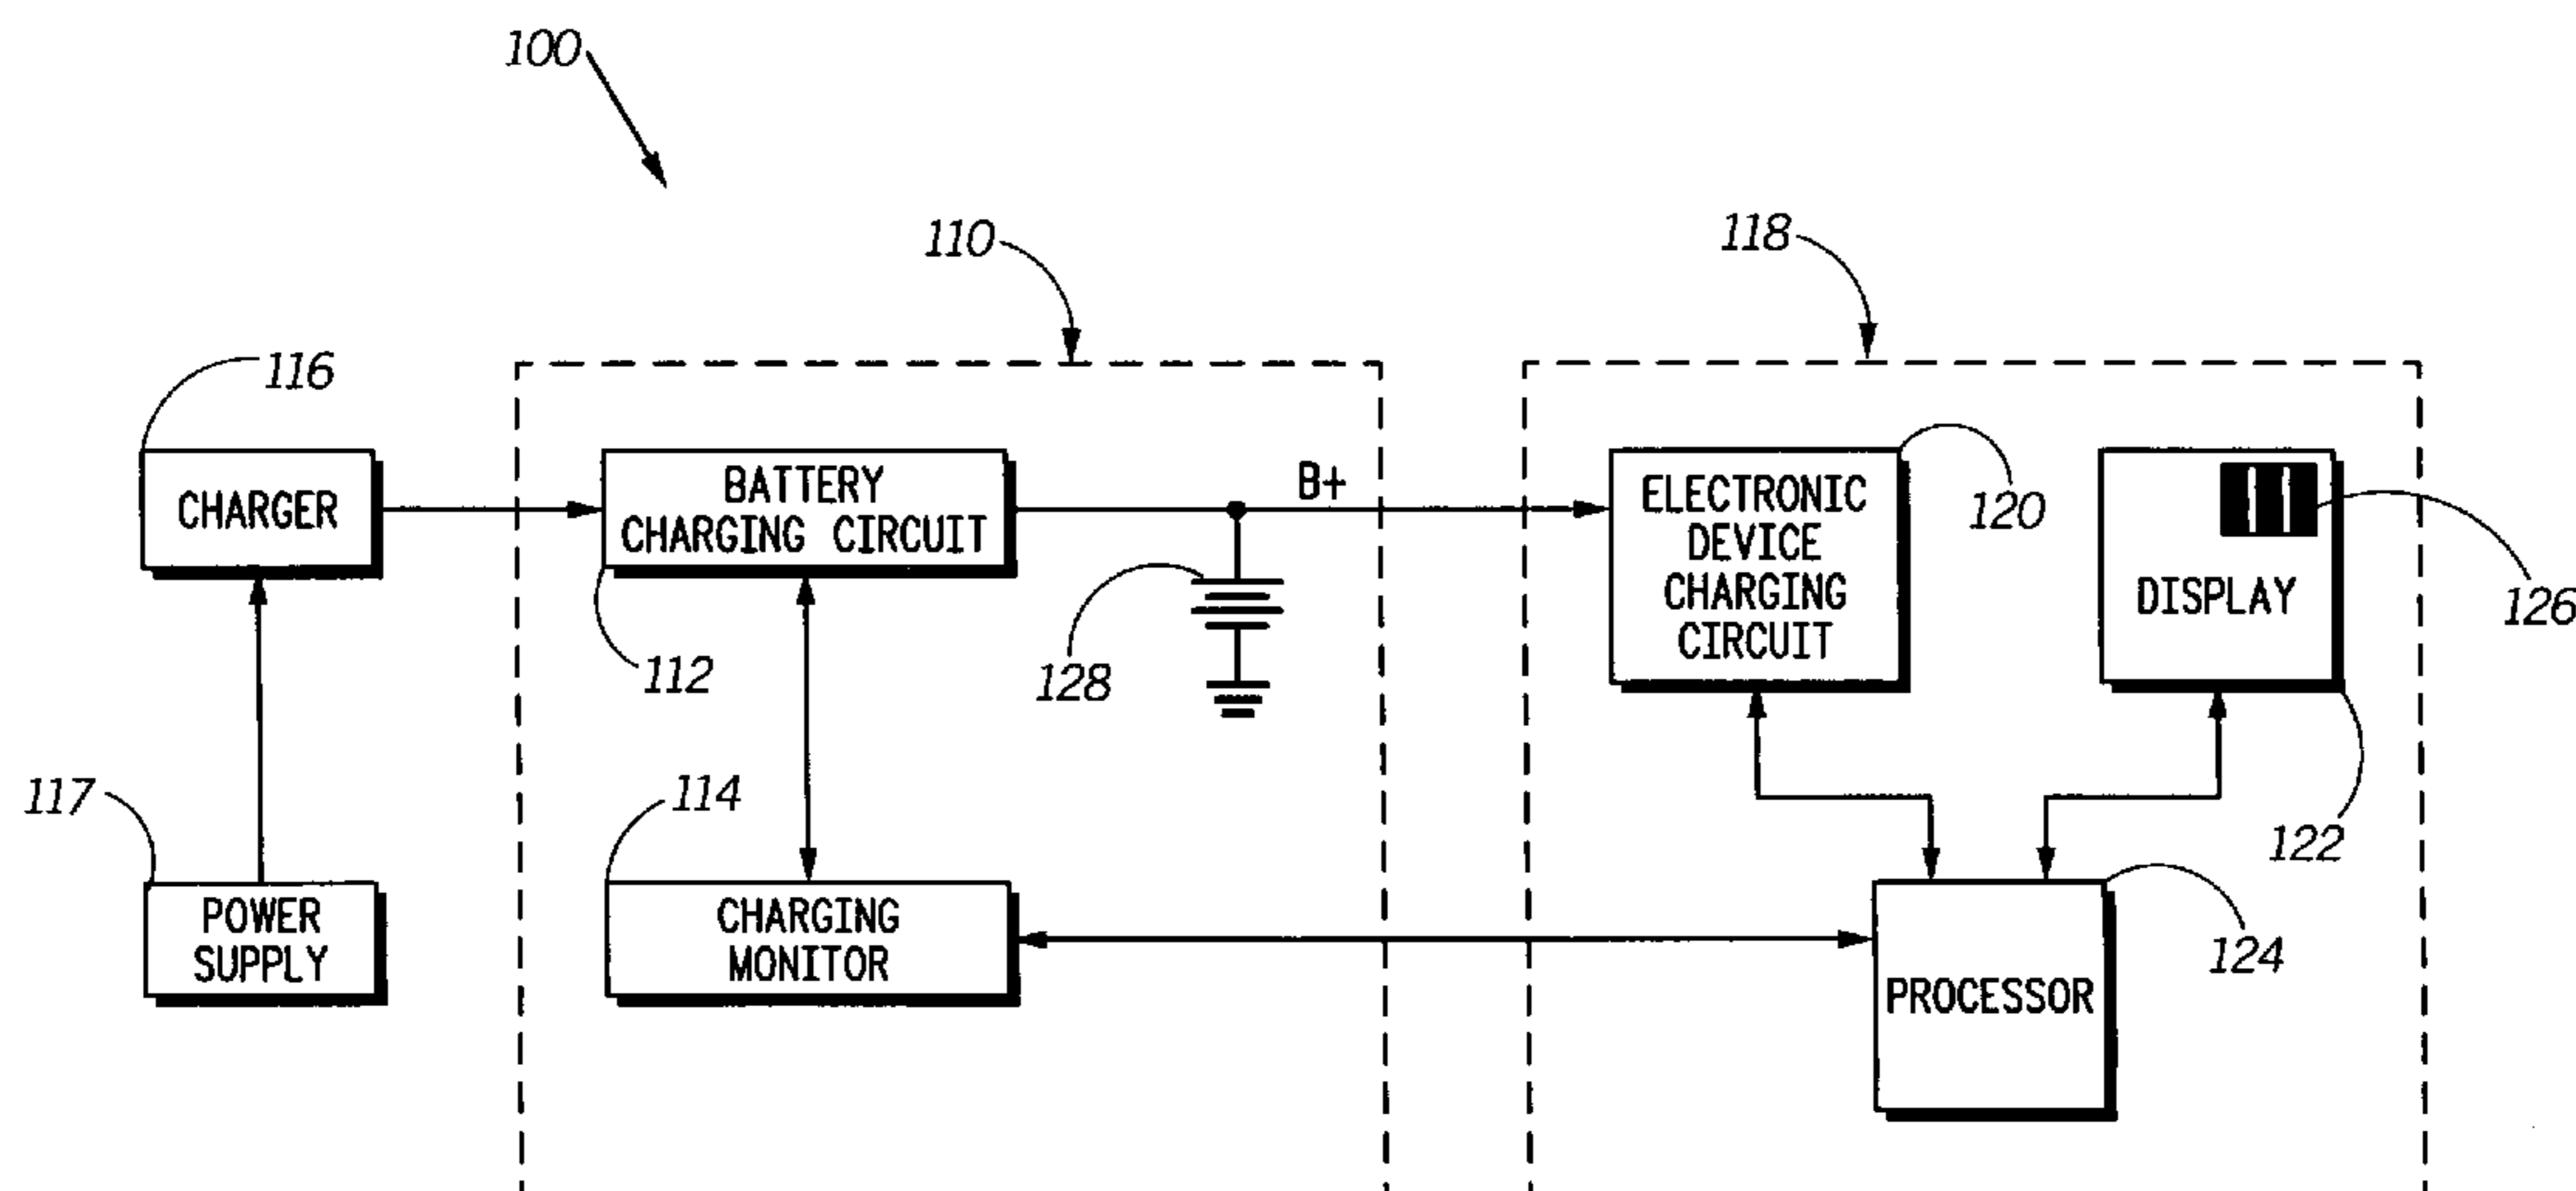 100
110
118
116
CHARGER
BATTERY
CHARGING CIRCUIT
B+
ELECTRONIC
DEVICE
CHARGING
CIRCUIT
120
DISPLAY
126
112
128
117
114
122
POWER
SUPPLY
CHARGING
MONITOR
124
PROCESSOR